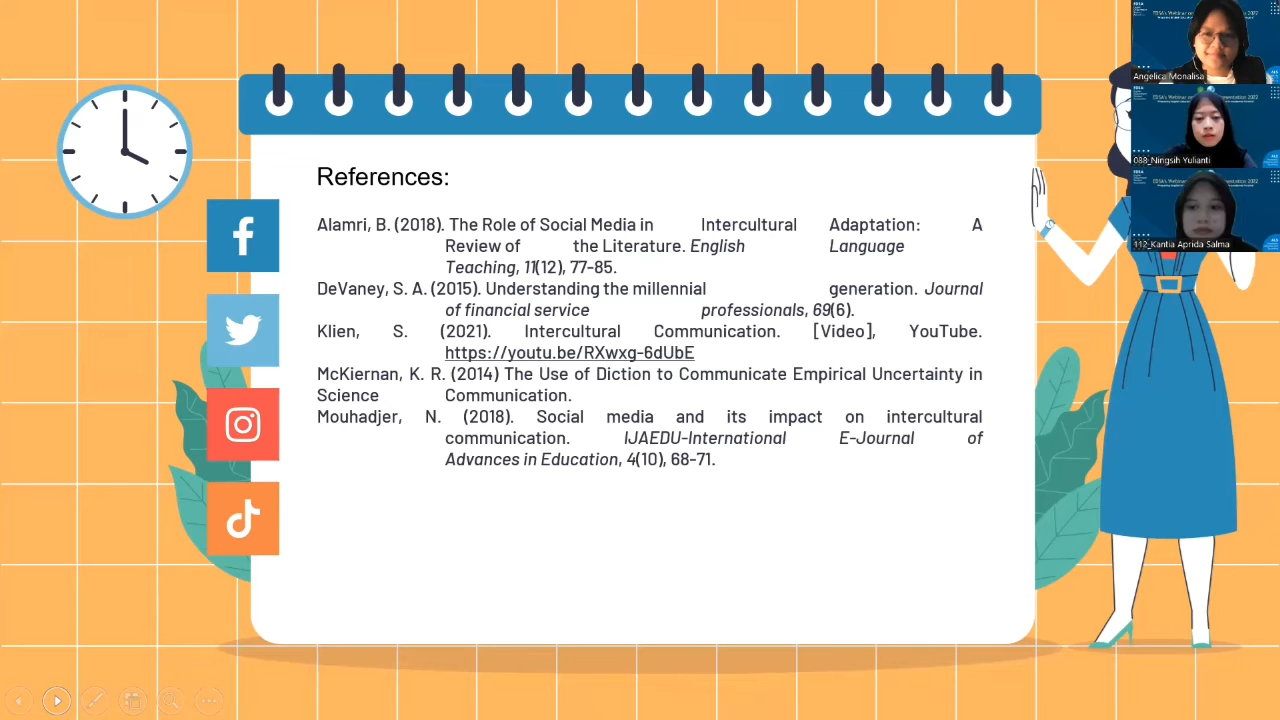 References:
Alamri, B. (2018). The Role of Social Media in Intercultural Adaptation: A
Review of the Literature. English Language
Teaching, 11(12), 77-85.
DeVaney, S. A. (2015). Understanding the millennial generation. Journal
of financial service professionals, 69(6).
Klien, S. (2021). Intercultural Communication. [Video], YouTube.
https://youtu.be/RXwxg-6dUbE
McKiernan, K. R. (2014) The Use of Diction to Communicate Empirical Uncertainty in
Science Communication.
Mouhadjer, N. (2018). Social media and its impact on intercultural
communication. IJAEDU-International E-Journal of
Advances in Education, 4(10), 68-71.
Angelica Monalisa
088_Ningsih Yulianti
112_Kantia Aprida Salma